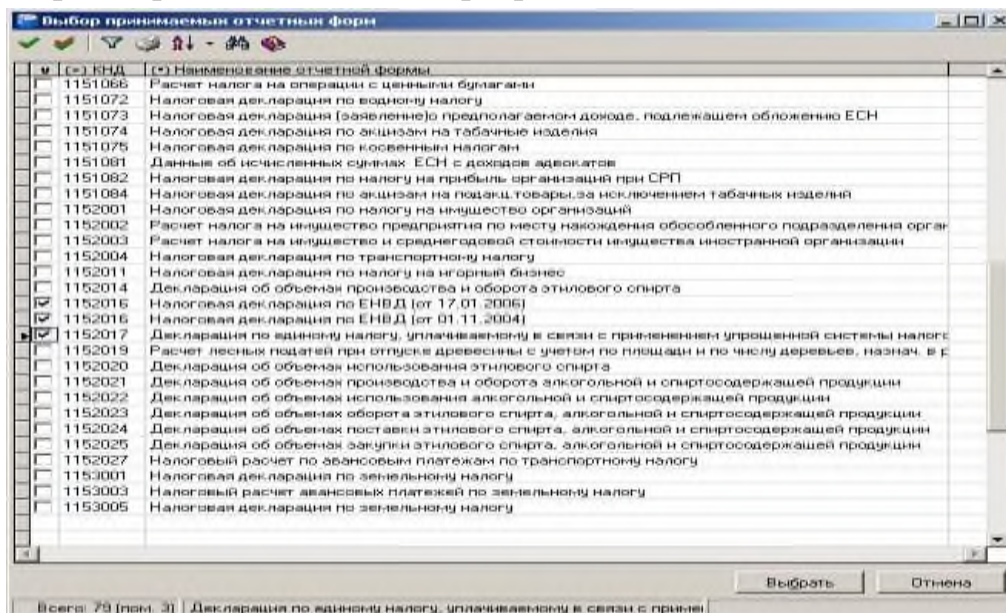 Выбор принимаемых отчетных форм
(=) КНД (*) Наименование отчетной формы
1151066 Расчет налога на операции с ценными бумагами
1151072 Налоговая декларация по водному налогу
1151073 Налоговая декларация (заявление)о предполагаемом доходе, подлежащем обложению ЕСН
1151074 Налоговая декларация по акцизам на табачные изделия
1151075 Налоговая декларация по косвенным налогам
1151081 Данные об исчисленных суммах ЕСН с доходов адвокатов
1151082 Налоговая декларация по налогу на прибыль организаций при СРП
1151084 Налоговая декларация по акцизам на подакц.товары,за исключением табачных изделий
1152001 Налоговая декларация по налогу на имущество организаций
1152002 Расчет налога на имущество предприятия по месту нахождения обособленного подразделения орган
1152003 Расчет налога на имущество и среднегодовой стоимости имущества иностранной организации
1152004 Налоговая декларация по транспортному налогу
1152011 Налоговая декларация по налогу на игорный бизнес
1152014 Декларация об объемах производства и оборота этилового спирта
1152016 Налоговая декларация по ЕНВД (от 17.01.2006)
1152016 Налоговая декларация по ЕНВД (от 01.11.2004)
1152017 Декларация по единому налогу, уплачиваемому в связи с применением упрощенной системы налогс
1152019 Расчет лесных податей при отпуске древесины с учетом по площади и по числу деревьев, назнач. в р
1152020 Декларация об объемах использования этилового спирта
1152021 Декларация об объемах производства и оборота алкогольной и спиртосодержащей продукции
1152022 Декларация об объемах использования алкогольной и спиртосодержащей продукции
1152023 Декларация об объемах оборота этилового спирта, алкогольной и спиртосодержащей продукции
1152024 Декларация об объемах поставки этилового спирта, алкогольной и спиртосодержащей продукции
1152025 Декларация об объемах закупки этилового спирта, алкогольной и спиртосодержащей продукции
1152027 Налоговый расчет по авансовым платежам по транспортному налогу
1153001 Налоговая декларация по земельному налогу
1153003 Налоговый расчет авансовых платежей по земельному налогу
1153005 Налоговая декларация по земельному налогу
Выбрать Отмена
Всего: 79 [пом. 3] Декларация по единому налогу, уплачиваемому в связи с приме